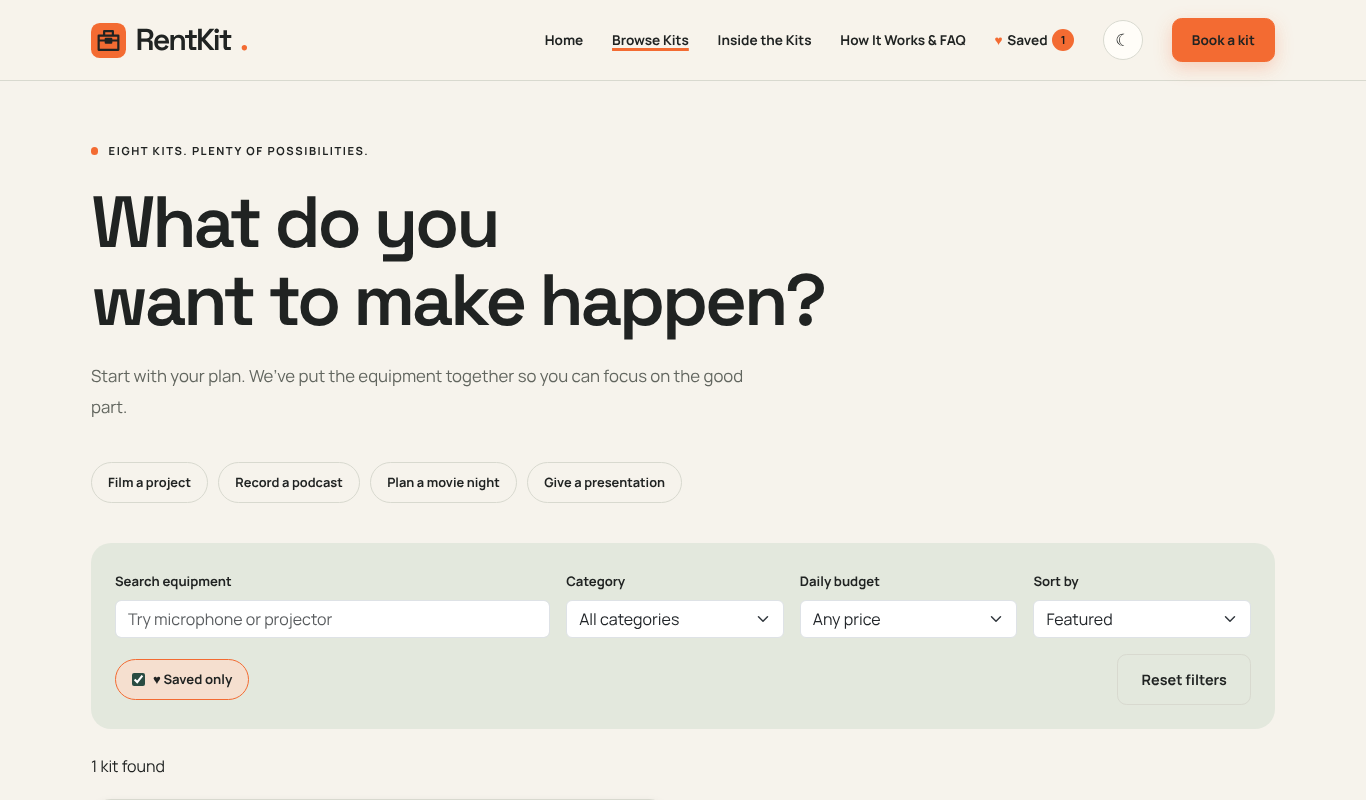 RentKit .
Home
Browse Kits
Inside the Kits
How It Works & FAQ
♥ Saved 1
☾
Book a kit
EIGHT KITS. PLENTY OF POSSIBILITIES.
What do you
want to make happen?
Start with your plan. We've put the equipment together so you can focus on the good
part.
Film a project
Record a podcast
Plan a movie night
Give a presentation
Search equipment
Try microphone or projector
Category
All categories
Daily budget
Any price
Sort by
Featured
♥ Saved only
Reset filters
1 kit found